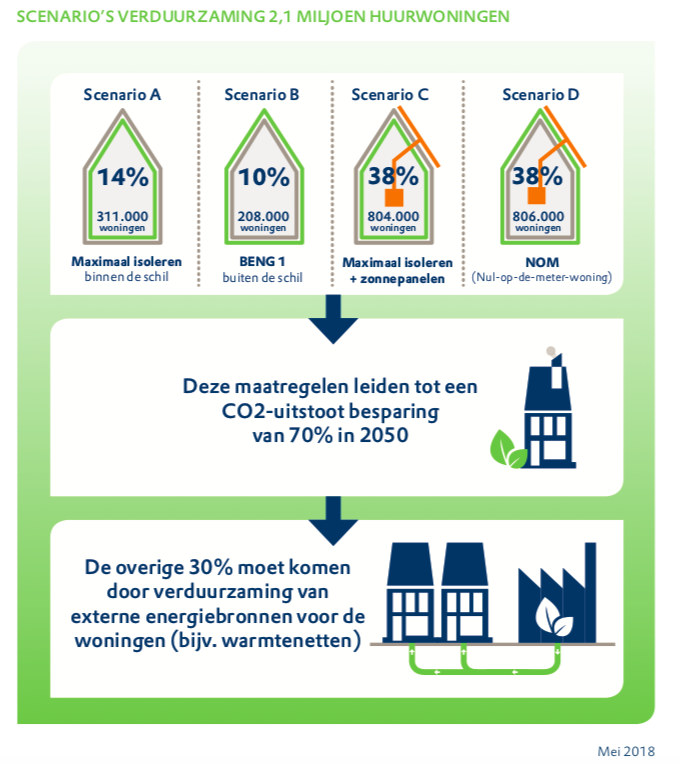 SCENARIO'S VERDUURZAMING 2,1 MILJOEN HUURWONINGEN
Scenario A
14%
311.000
woningen
Maximaal isoleren
binnen de schil
Scenario B
10%
208.000
woningen
BENG 1
buiten de schil
Scenario C
38%
804.000
woningen
Maximaal isoleren
+ zonnepanelen
Scenario D
38%
806.000
woningen
NOM
(Nul-op-de-meter-woning)
Deze maatregelen leiden tot een
CO2-uitstoot besparing
van 70% in 2050
De overige 30% moet komen
door verduurzaming van
externe energiebronnen voor de
woningen (bijv. warmtenetten)
Mei 2018